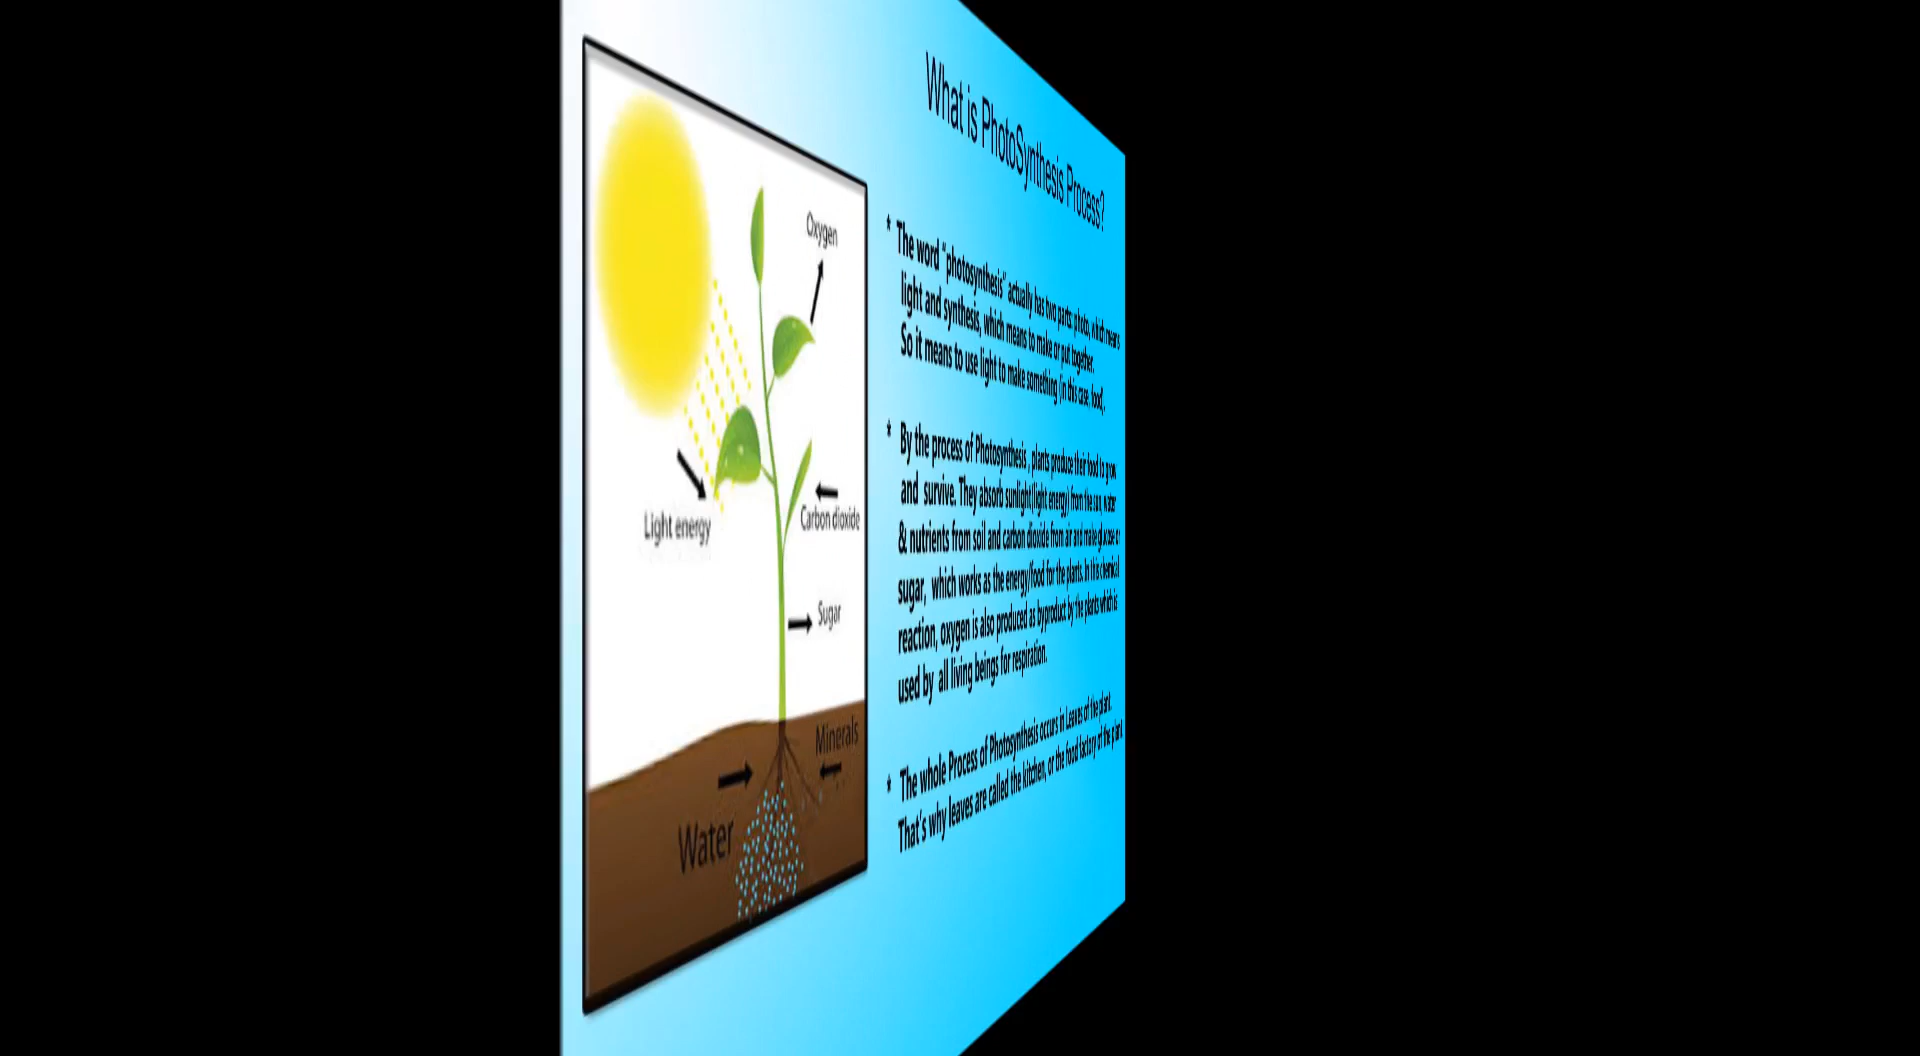 What is PhotoSynthesis Process?
* The word "photosynthesis" actually has two parts: photo, which means
light and synthesis, which means to make or put together.
So it means to use light to make something (in this case, food).
* By the process of Photosynthesis , plants produce their food to grow
and survive. They absorb sunlight(light energy) from the sun, water
& nutrients from soil and carbon dioxide from air and make glucose or
sugar, which works as the energy/food for the plants. In this chemical
reaction, oxygen is also produced as byproduct by the plants which is
used by all living beings for respiration.
* The whole Process of Photosynthesis occurs in Leaves of the plant.
That's why leaves are called the kitchen, or the food factory of the plant
Oxygen
Light energy
Carbon dioxide
Sugar
Minerals
Water